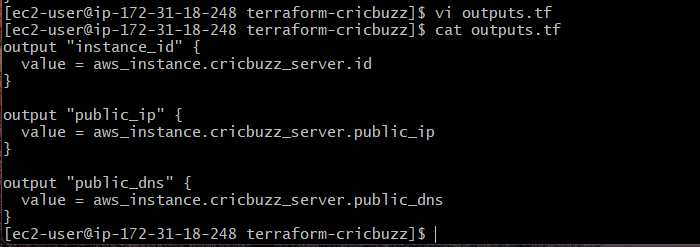 [ec2-user@ip-172-31-18-248 terraform-cricbuzz]$ vi outputs.tf
[ec2-user@ip-172-31-18-248 terraform-cricbuzz]$ cat outputs.tf
output "instance_id" {
  value = aws_instance.cricbuzz_server.id
}

output "public_ip" {
  value = aws_instance.cricbuzz_server.public_ip
}

output "public_dns" {
  value = aws_instance.cricbuzz_server.public_dns
}
[ec2-user@ip-172-31-18-248 terraform-cricbuzz]$